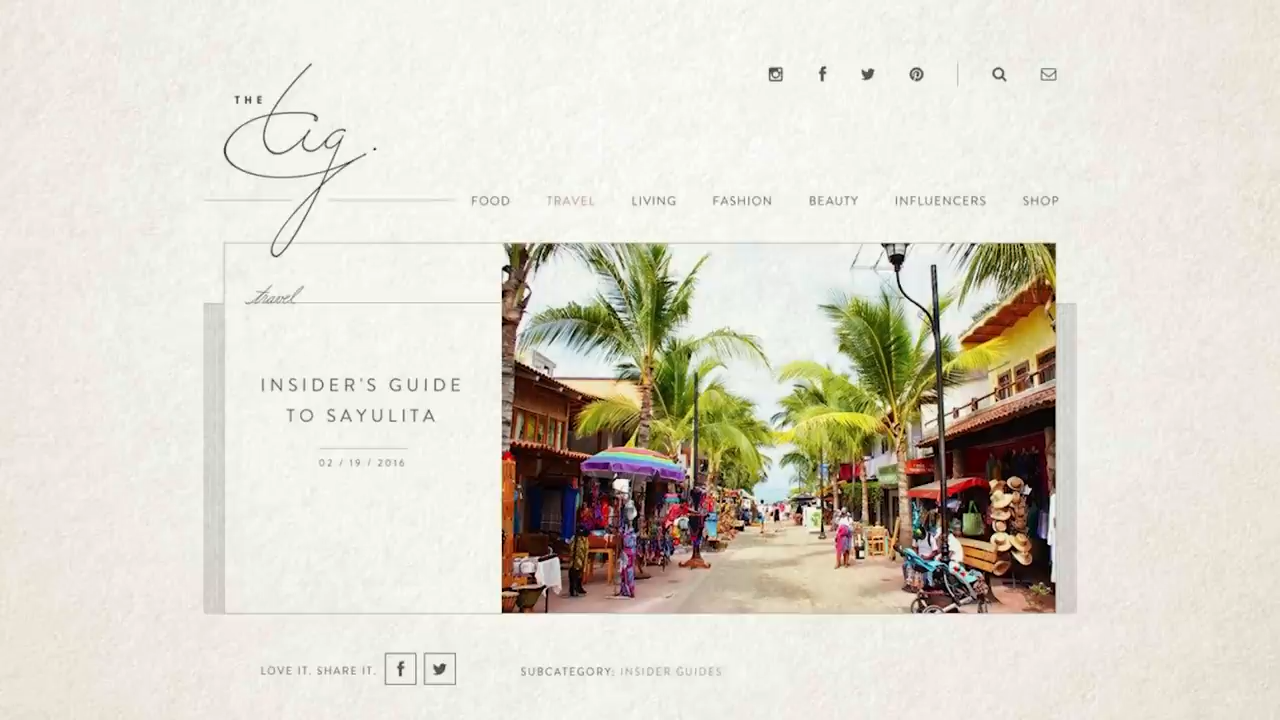 THE
tig.
FOOD TRAVEL LIVING FASHION BEAUTY INFLUENCERS SHOP
travel
INSIDER'S GUIDE
TO SAYULITA
02 / 19 / 2016
LOVE IT. SHARE IT.
SUBCATEGORY: INSIDER GUIDES